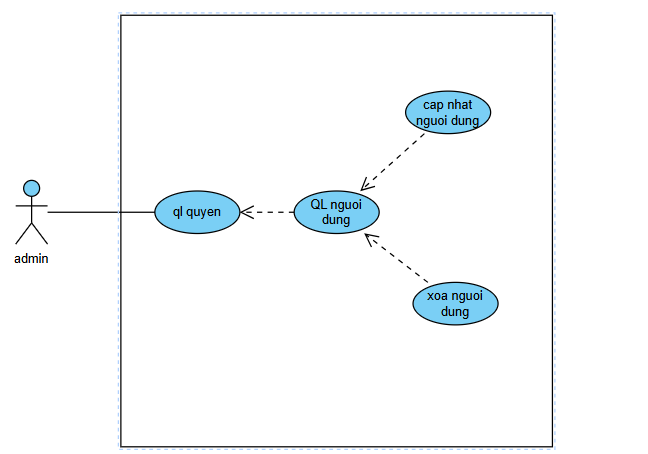 cap nhat
nguoi dung
ql quyen
QL nguoi
dung
admin
xoa nguoi
dung